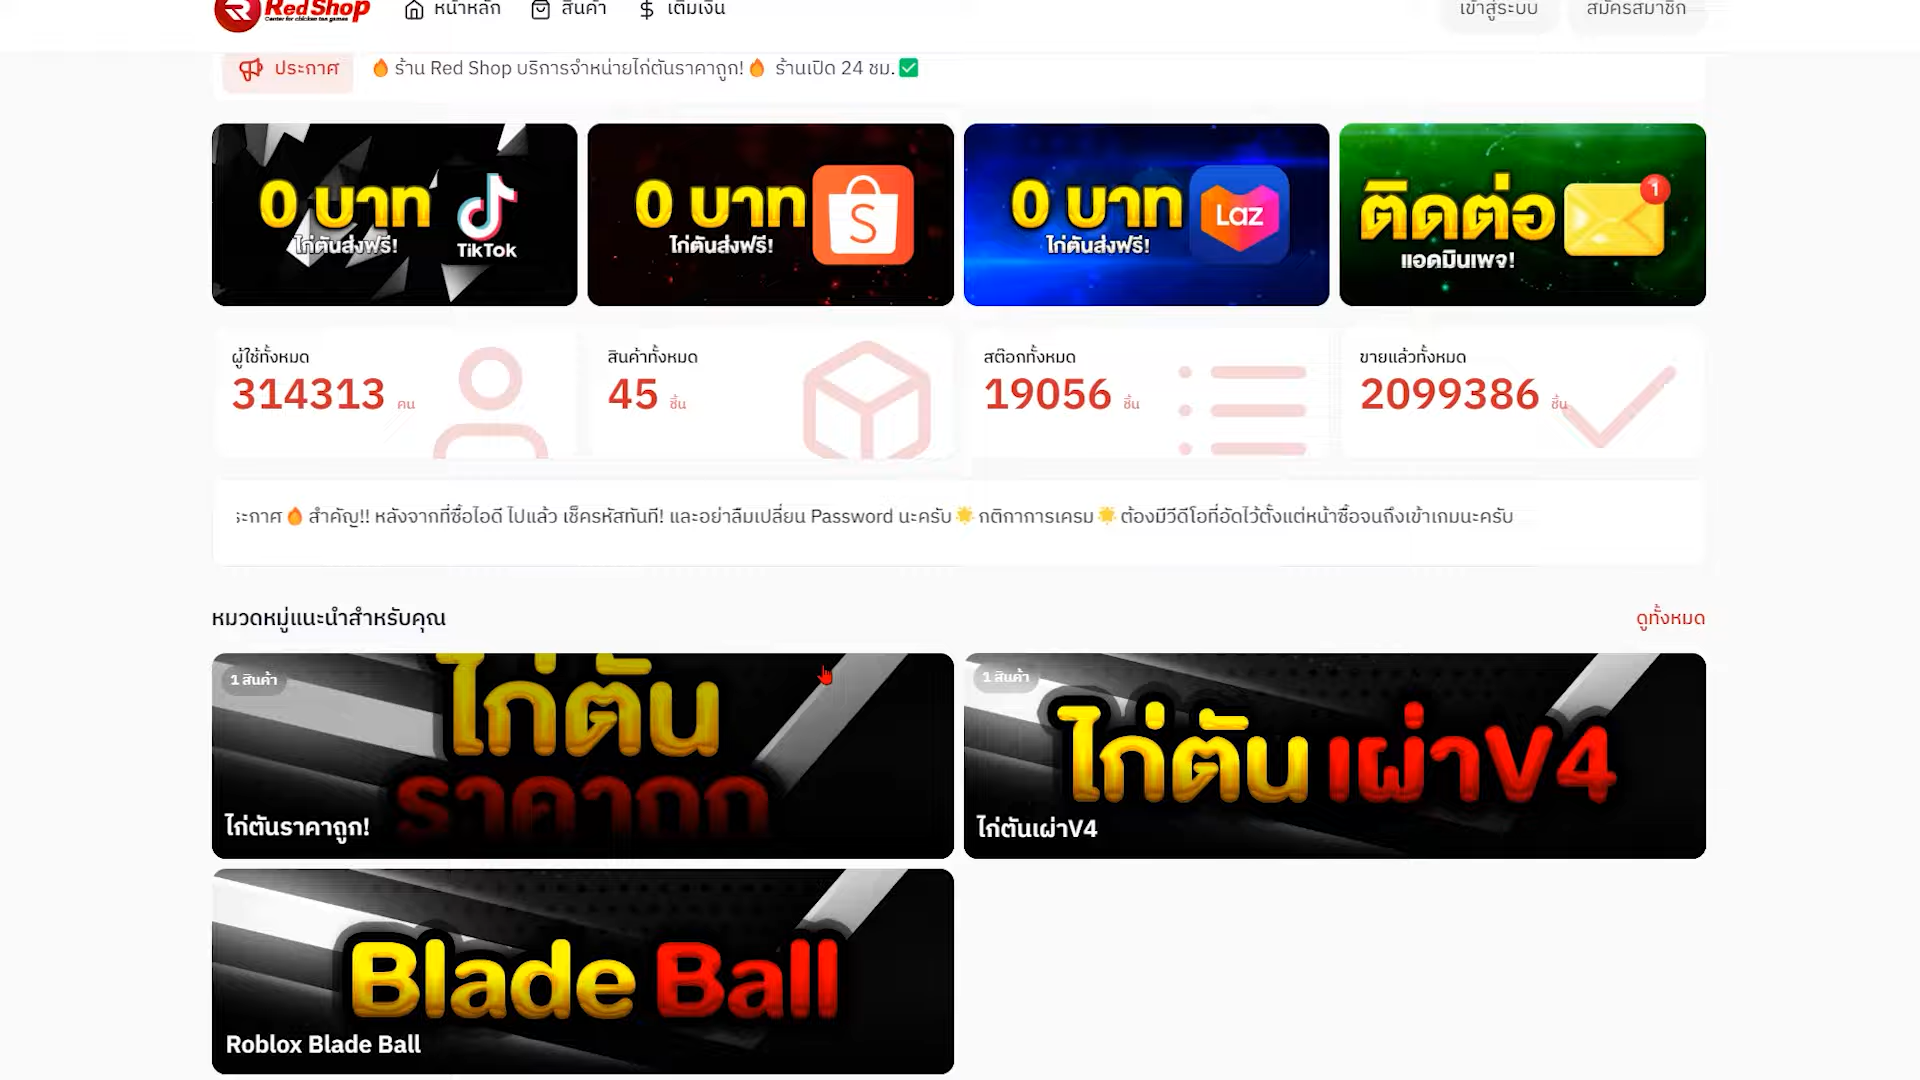 RedShop
Center for chicken tan games
หน้าหลัก
สินค้า
เติมเงิน
เข้าสู่ระบบ
สมัครสมาชิก
ประกาศ
🔥 ร้าน Red Shop บริการจำหน่ายไก่ตันราคาถูก! 🔥 ร้านเปิด 24 ชม.✅
0 บาท
ไก่ตันส่งฟรี!
TikTok
0 บาท
ไก่ตันส่งฟรี!
S
0 บาท
ไก่ตันส่งฟรี!
Laz
ติดต่อ
แอดมินเพจ!
1
ผู้ใช้ทั้งหมด
314313 คน
สินค้าทั้งหมด
45 ชิ้น
สต๊อกทั้งหมด
19056 ชิ้น
ขายแล้วทั้งหมด
2099386 ชิ้น
ะกาศ🔥 สำคัญ!! หลังจากที่ซื้อไอดี ไปแล้ว เช็ครหัสทันที! และอย่าลืมเปลี่ยน Password นะครับ🌟 กติกาการเครม🌟 ต้องมีวีดีโอที่อัดไว้ตั้งแต่หน้าซื้อจนถึงเข้าเกมนะครับ
หมวดหมู่แนะนำสำหรับคุณ
ดูทั้งหมด
1 สินค้า
ไก่ตัน
ราคาถูก
ไก่ตันราคาถูก!
1 สินค้า
ไก่ตัน เผ่าV4
ไก่ตันเผ่าV4
Blade Ball
Roblox Blade Ball